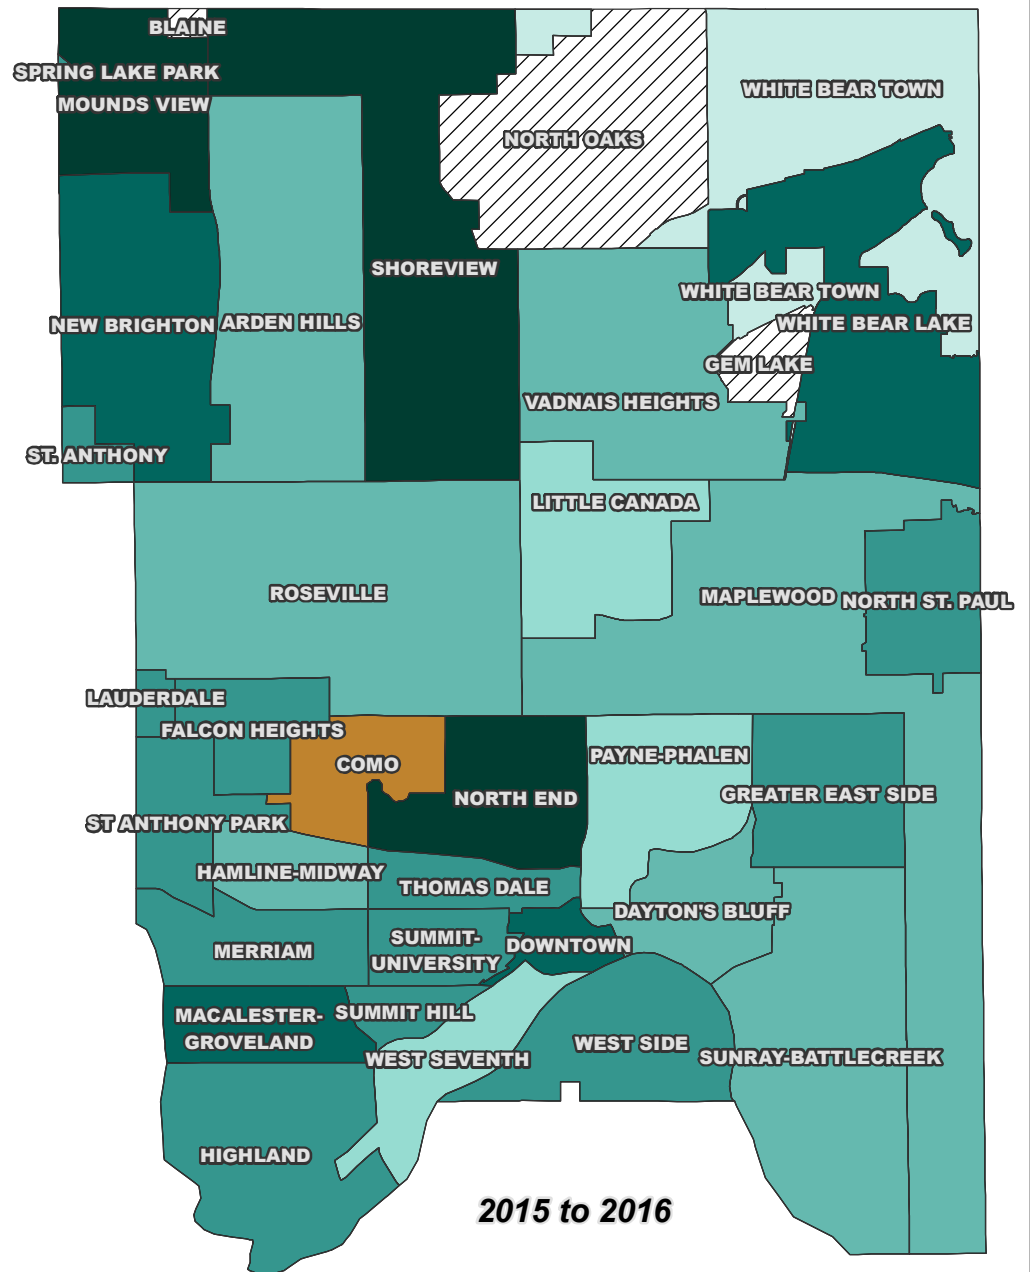 BLAINE
SPRING LAKE PARK
WHITE BEAR TOWN
MOUNDS VIEW
NORTH OAKS
SHOREVIEW
WHITE BEAR TOWN
NEW BRIGHTON
ARDEN HILLS
WHITE BEAR LAKE
GEM LAKE
VADNAIS HEIGHTS
ST. ANTHONY
LITTLE CANADA
ROSEVILLE
MAPLEWOOD
NORTH ST. PAUL
LAUDERDALE
FALCON HEIGHTS
PAYNE-PHALEN
COMO
GREATER EAST SIDE
NORTH END
ST ANTHONY PARK
HAMLINE-MIDWAY
THOMAS DALE
DAYTON'S BLUFF
MERRIAM
SUMMIT-
UNIVERSITY
DOWNTOWN
MACALESTER-
GROVELAND
SUMMIT HILL
WEST SIDE
WEST SEVENTH
SUNRAY-BATTLECREEK
HIGHLAND
2015 to 2016